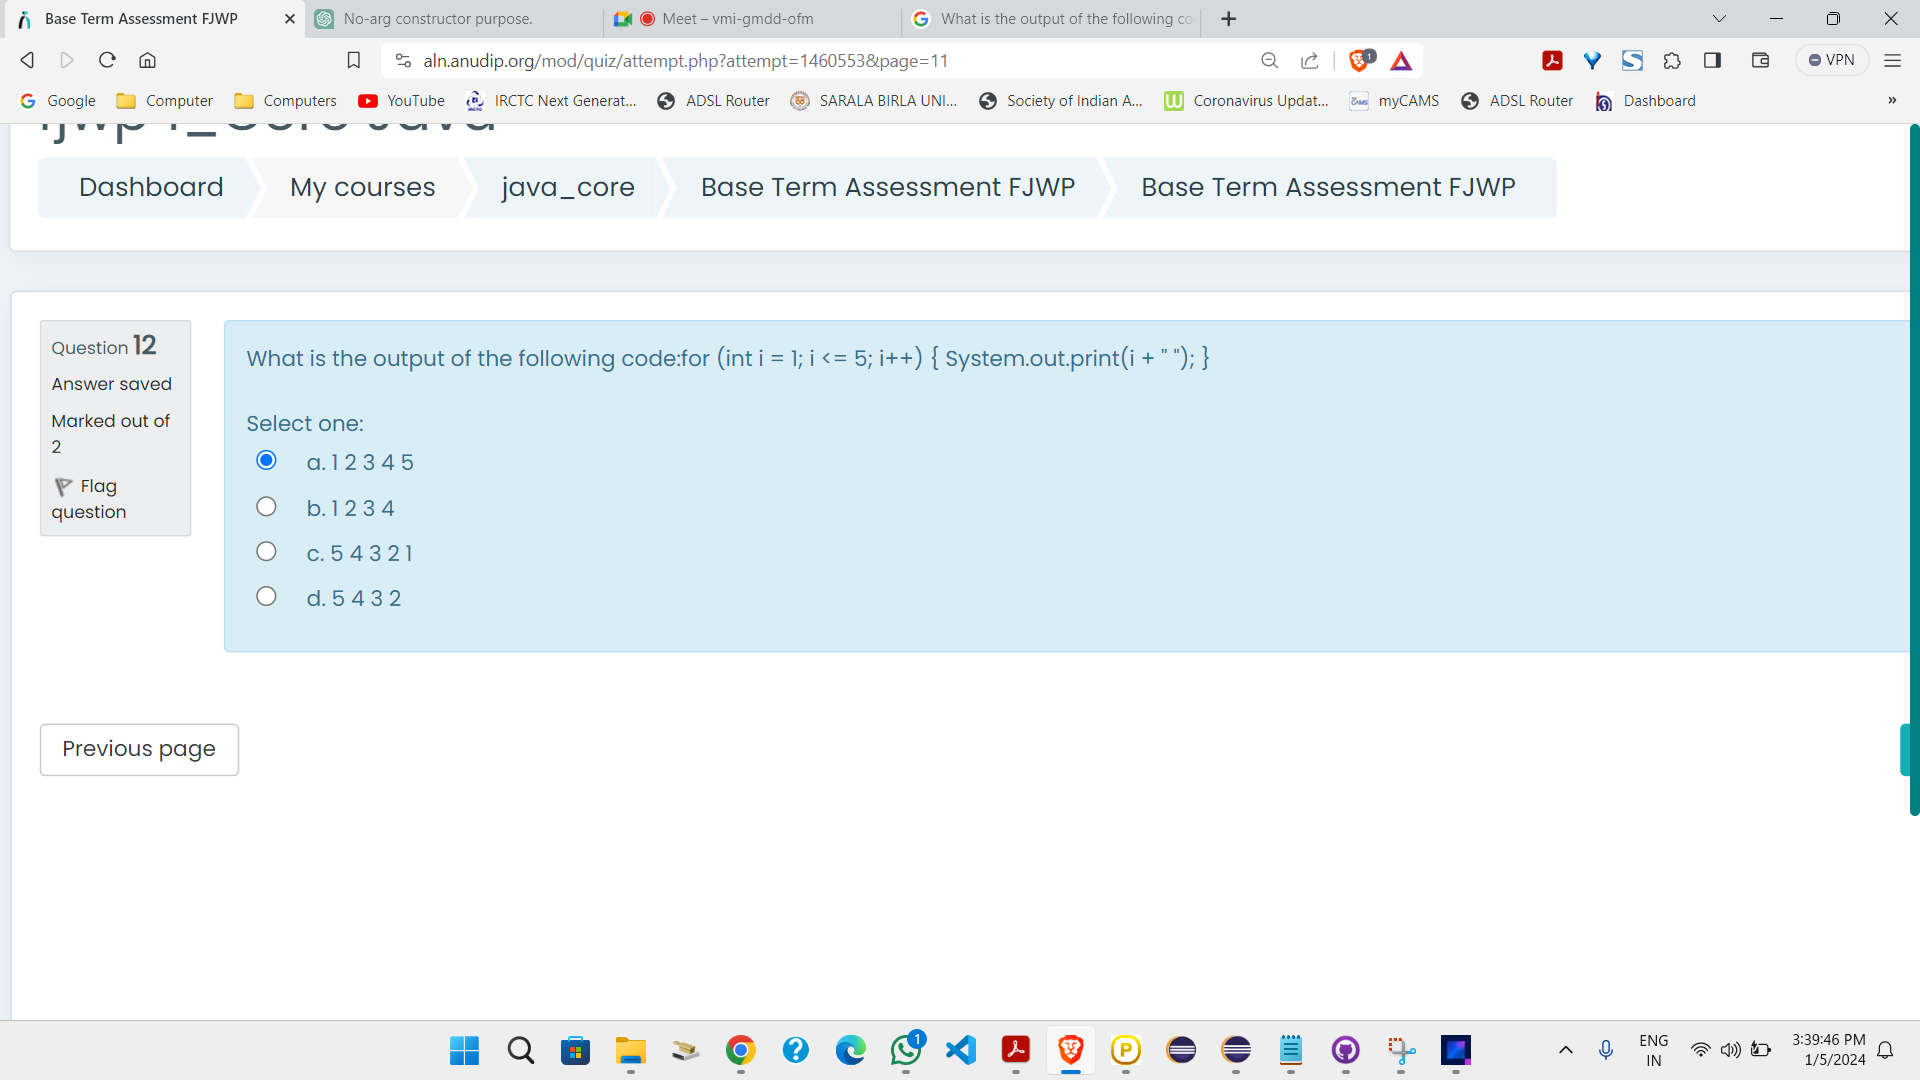 Base Term Assessment FJWP
No-arg constructor purpose.
Meet – vmi-gmdd-ofm
What is the output of the following co
aln.anudip.org/mod/quiz/attempt.php?attempt=1460553&page=11
1
VPN
Google
Computer
Computers
YouTube
IRCTC Next Generat...
ADSL Router
SARALA BIRLA UNI...
Society of Indian A...
Coronavirus Updat...
myCAMS
ADSL Router
Dashboard
»
Dashboard
My courses
java_core
Base Term Assessment FJWP
Base Term Assessment FJWP
Question 12
Answer saved
Marked out of
2
Flag
question
What is the output of the following code:for (int i = 1; i <= 5; i++) { System.out.print(i + " "); }
Select one:
a. 1 2 3 4 5
b. 1 2 3 4
c. 5 4 3 2 1
d. 5 4 3 2
Previous page
1
ENG
IN
3:39:46 PM
1/5/2024